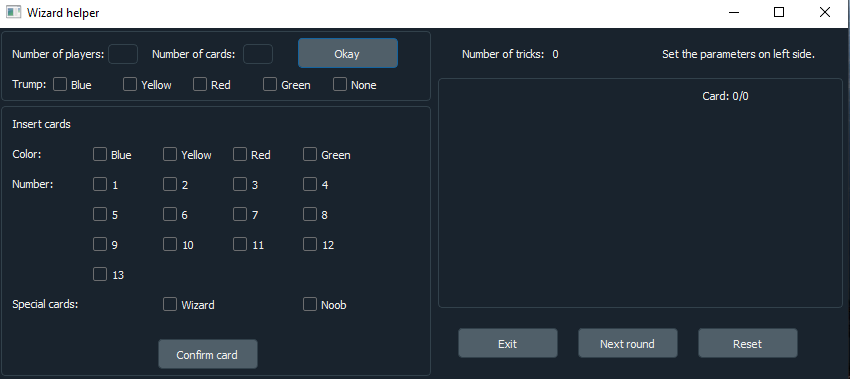 Wizard helper
Number of players: Number of cards: Okay
Trump: Blue Yellow Red Green None
Insert cards
Color: Blue Yellow Red Green
Number: 1 2 3 4
5 6 7 8
9 10 11 12
13
Special cards: Wizard Noob
Confirm card
Number of tricks: 0 Set the parameters on left side.
Card: 0/0
Exit Next round Reset